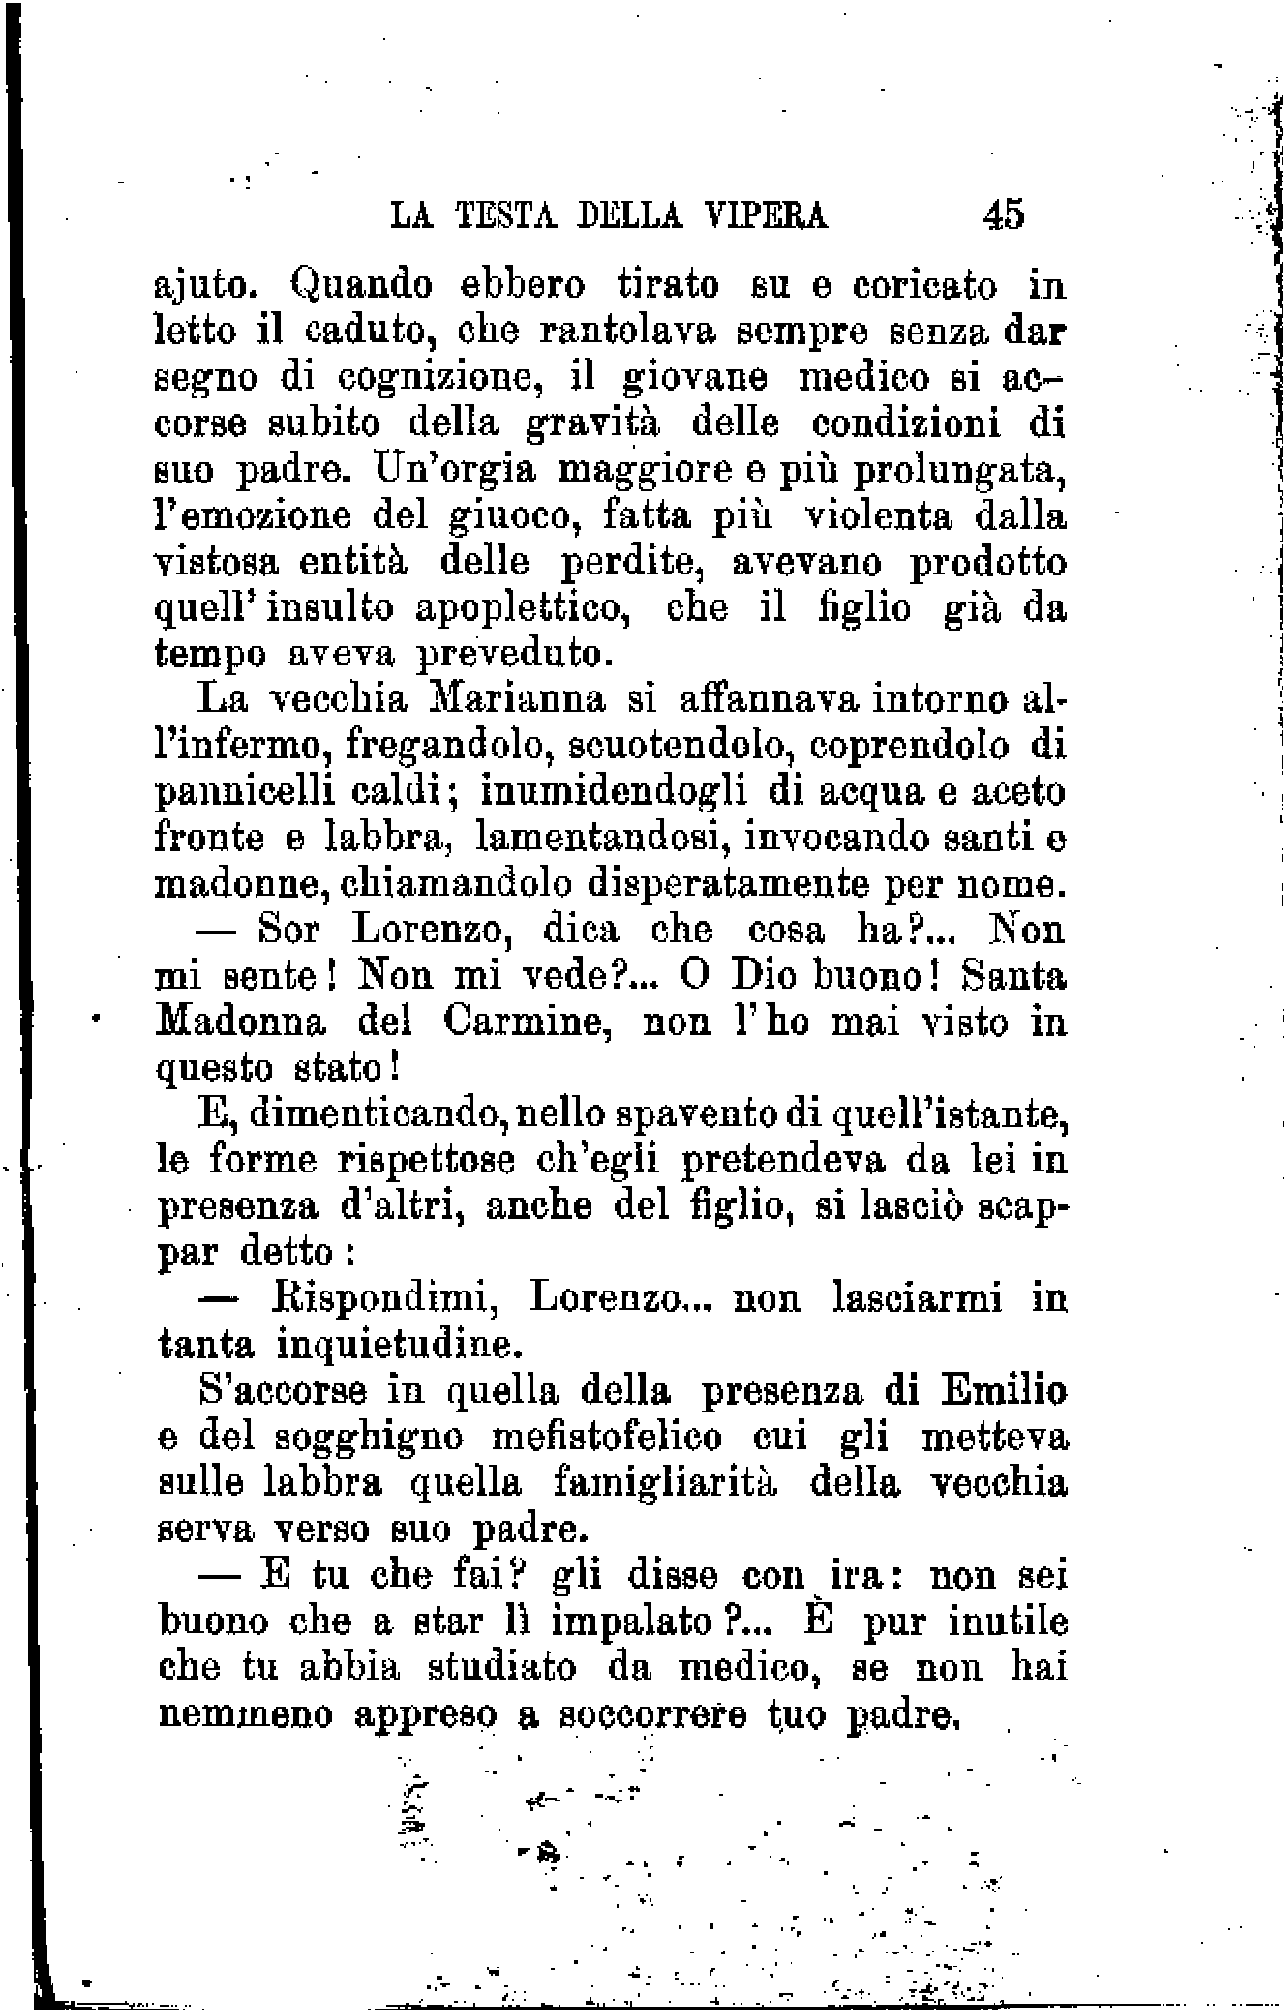 LA TESTA DELLA VIPERA 45
ajuto. Quando ebbero tirato su e coricato in
letto il caduto, che rantolava sempre senza dar
segno di cognizione, il giovane medico si ac-
corse subito della gravità delle condizioni di
suo padre. Un'orgia maggiore e più prolungata,
l'emozione del giuoco, fatta più violenta dalla
vistosa entità delle perdite, avevano prodotto
quell' insulto apoplettico, che il figlio già da
tempo aveva preveduto.
La vecchia Marianna si affannava intorno al-
l'infermo, fregandolo, scuotendolo, coprendolo di
pannicelli caldi; inumidendogli di acqua e aceto
fronte e labbra, lamentandosi, invocando santi e
madonne, chiamandolo disperatamente per nome.
— Sor Lorenzo, dica che cosa ha?... Non
mi sente! Non mi vede?... O Dio buono! Santa
Madonna del Carmine, non l'ho mai visto in
questo stato!
E, dimenticando, nello spavento di quell'istante,
le forme rispettose ch'egli pretendeva da lei in
presenza d'altri, anche del figlio, si lasciò scap-
par detto:
— Rispondimi, Lorenzo... non lasciarmi in
tanta inquietudine.
S'accorse in quella della presenza di Emilio
e del sogghigno mefistofelico cui gli metteva
sulle labbra quella famigliarità della vecchia
serva verso suo padre.
— E tu che fai? gli disse con ira: non sei
buono che a star lì impalato?... È pur inutile
che tu abbia studiato da medico, se non hai
nemmeno appreso a soccorrere tuo padre.